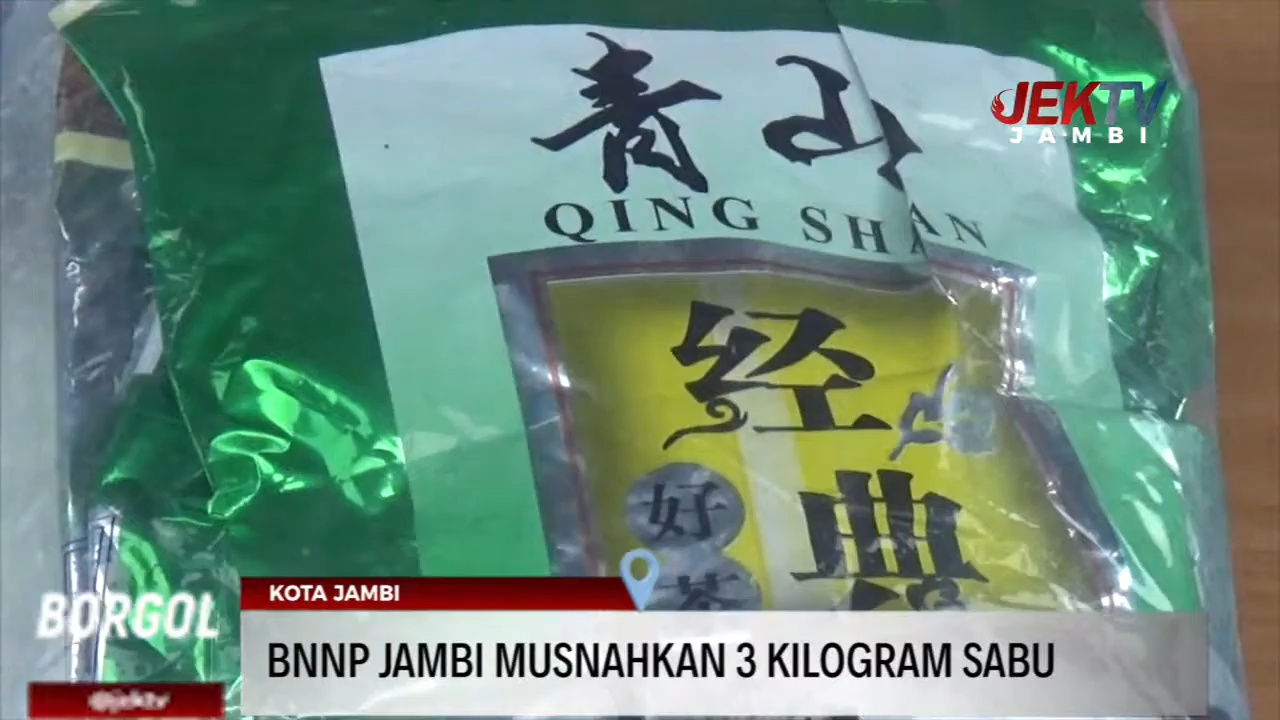 青山
JEKTV
JAMBI
QING SHAN
经
典
好
茶
KOTA JAMBI
BORGOL
BNNP JAMBI MUSNAHKAN 3 KILOGRAM SABU
@jektv